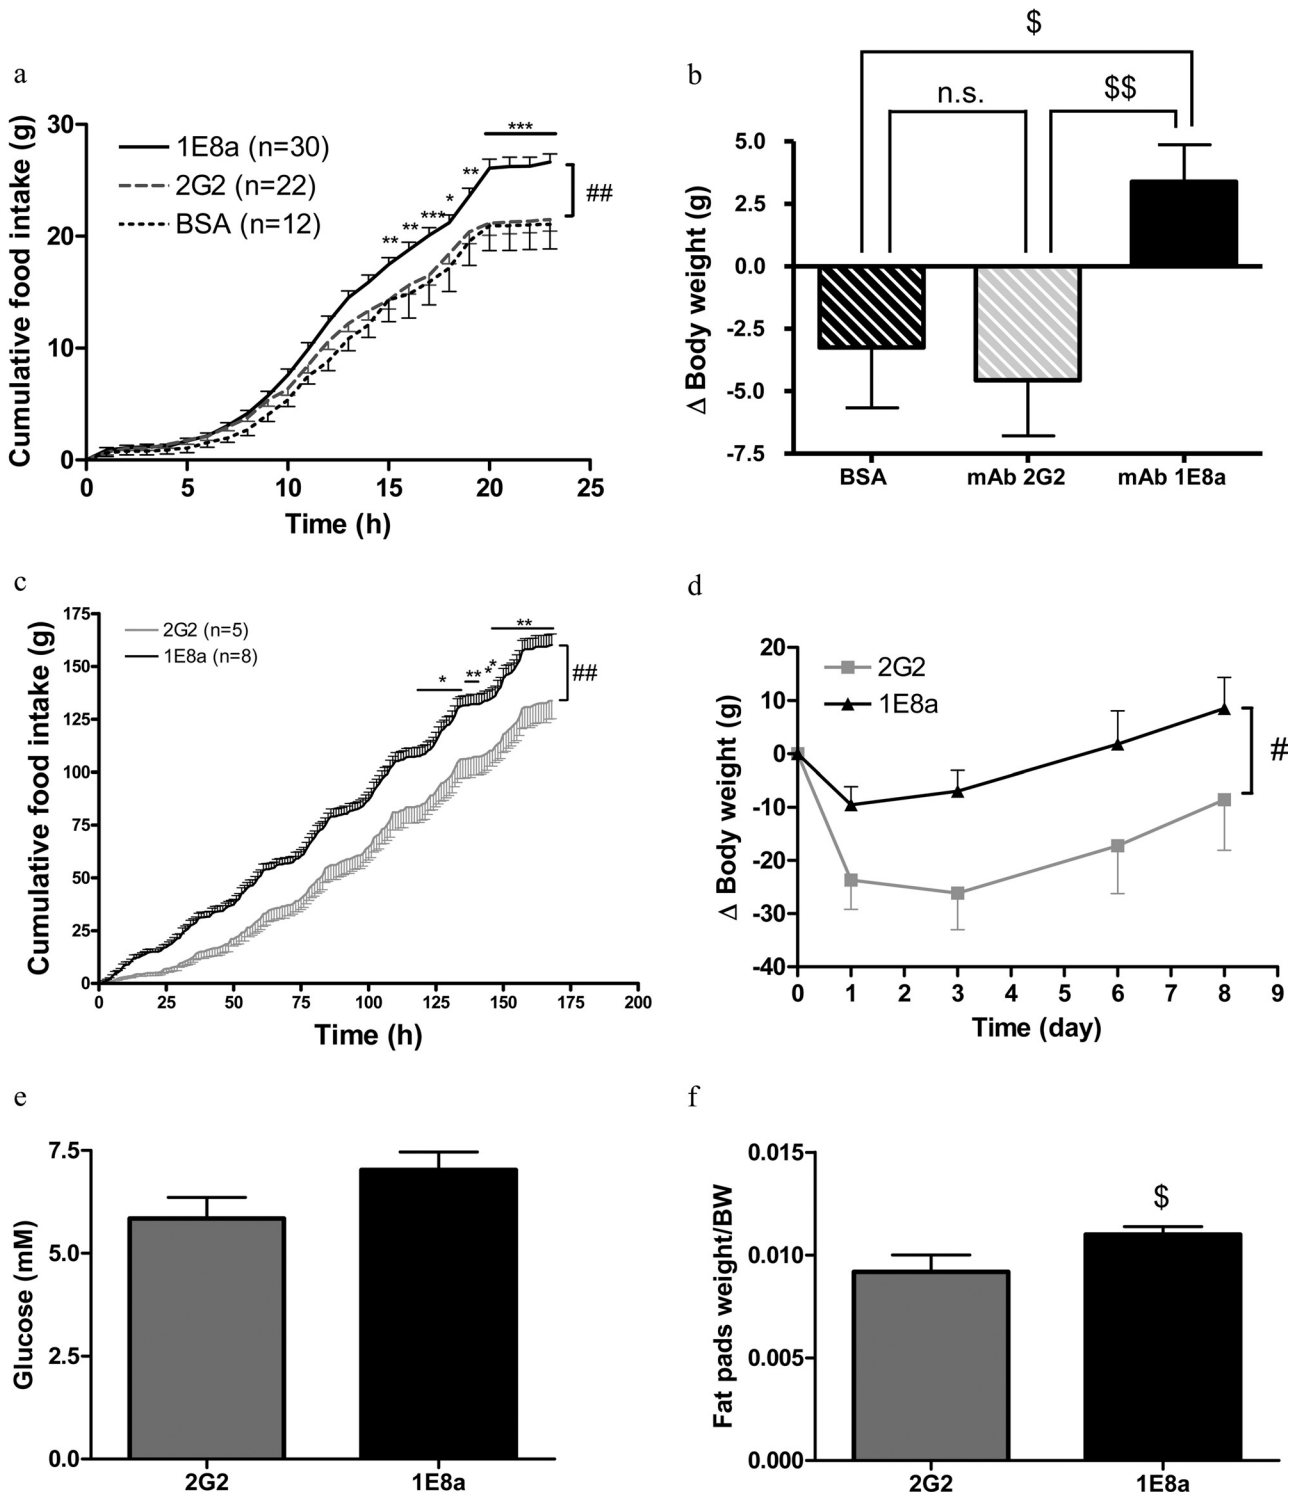 a
Cumulative food intake (g)
30
20
10
0
1E8a (n=30)
2G2 (n=22)
BSA (n=12)
** ** *** * ** ***
##
0 5 10 15 20 25
Time (h)
b
$
n.s.
$$
Δ Body weight (g)
5.0
2.5
0.0
-2.5
-5.0
-7.5
BSA mAb 2G2 mAb 1E8a
c
Cumulative food intake (g)
175
150
125
100
75
50
25
0
2G2 (n=5)
1E8a (n=8)
* ** * * **
##
0 25 50 75 100 125 150 175 200
Time (h)
d
Δ Body weight (g)
20
10
0
-10
-20
-30
-40
2G2
1E8a
#
0 1 2 3 4 5 6 7 8 9
Time (day)
e
Glucose (mM)
7.5
5.0
2.5
0.0
2G2 1E8a
f
Fat pads weight/BW
0.015
0.010
0.005
0.000
$
2G2 1E8a